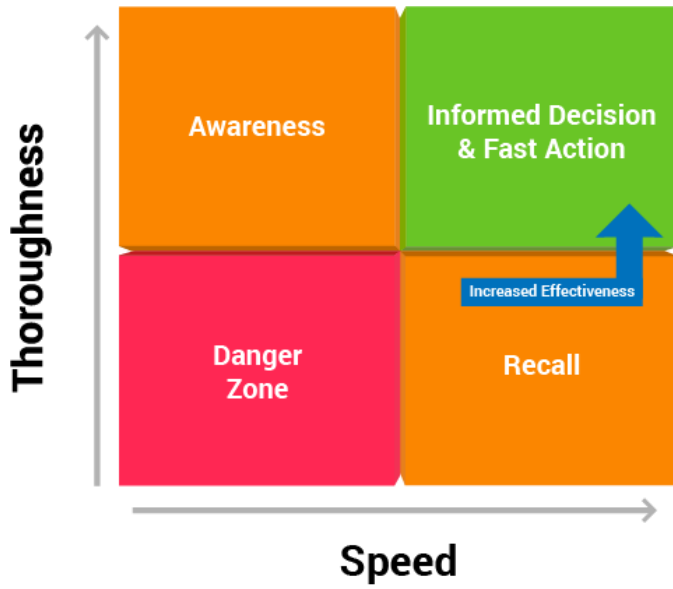 Thoroughness
Awareness
Informed Decision
& Fast Action
Increased Effectiveness
Danger
Zone
Recall
Speed